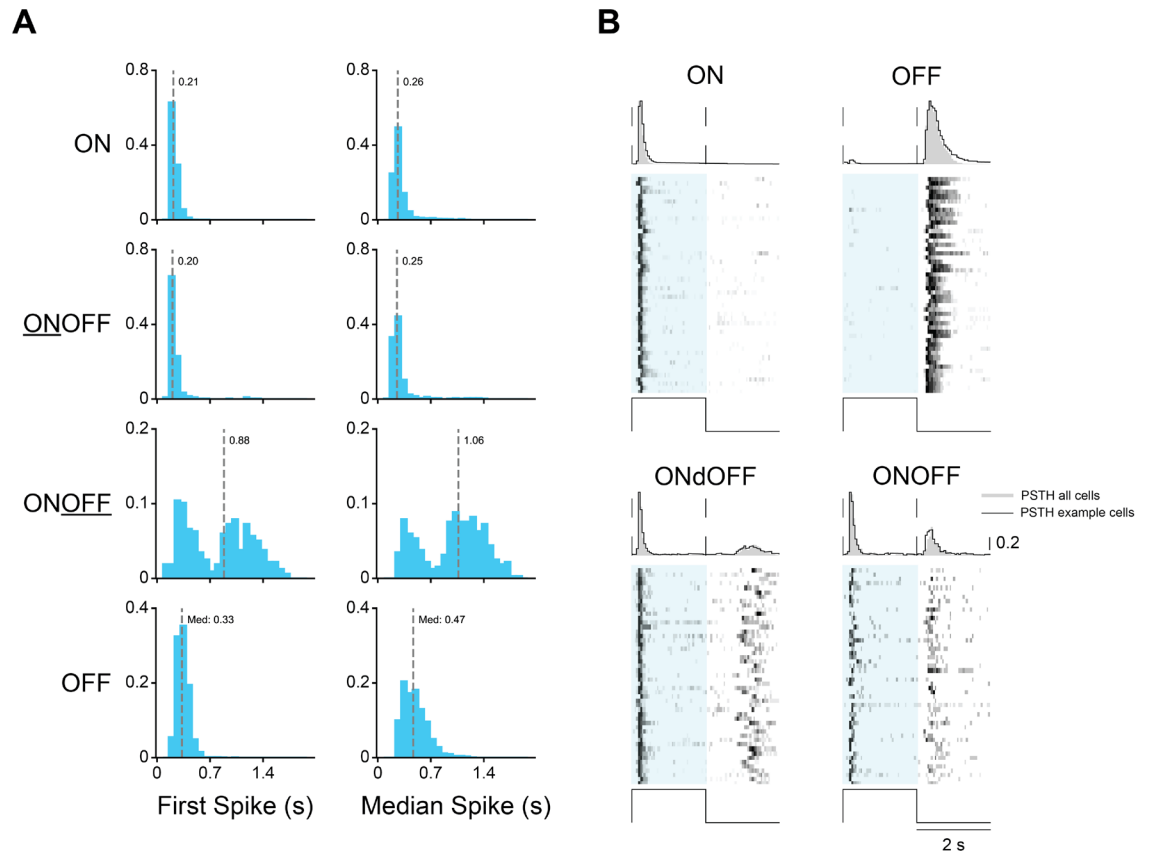 A
B
0.8
0.4
0
0.21
ON
0.8
0.4
0
0.26
0.8
0.4
0
0.20
ONOFF
0.8
0.4
0
0.25
0.2
0.1
0
0.88
ONOFF
0.2
0.1
0
1.06
0.4
0.2
0
Med: 0.33
OFF
0 0.7 1.4
First Spike (s)
0.4
0.2
0
Med: 0.47
0 0.7 1.4
Median Spike (s)
ON
OFF
ONdOFF
ONOFF
PSTH all cells
PSTH example cells
0.2
2 s